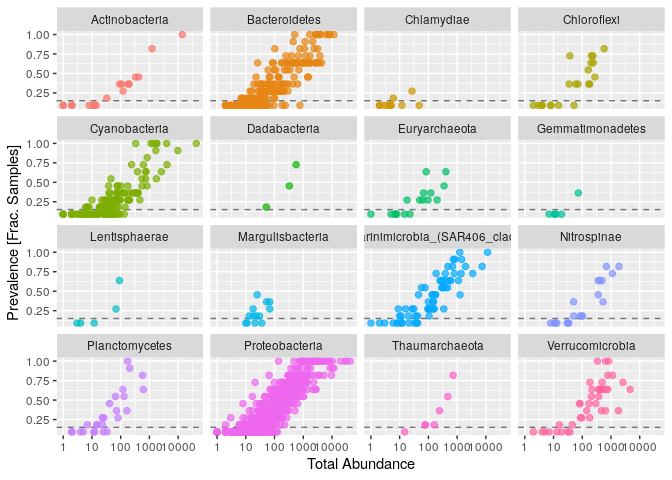 Actinobacteria Bacteroidetes Chlamydiae Chloroflexi
1.00
0.75
0.50
0.25
Cyanobacteria Dadabacteria Euryarchaeota Gemmatimonadetes
1.00
0.75
0.50
0.25
Lentisphaerae Margulisbacteria arinimicrobia_(SAR406_clad Nitrospinae
1.00
0.75
0.50
0.25
Planctomycetes Proteobacteria Thaumarchaeota Verrucomicrobia
1.00
0.75
0.50
0.25
1 10 100 1000 10000 1 10 100 1000 10000 1 10 100 1000 10000 1 10 100 1000 10000
Total Abundance
Prevalence [Frac. Samples]